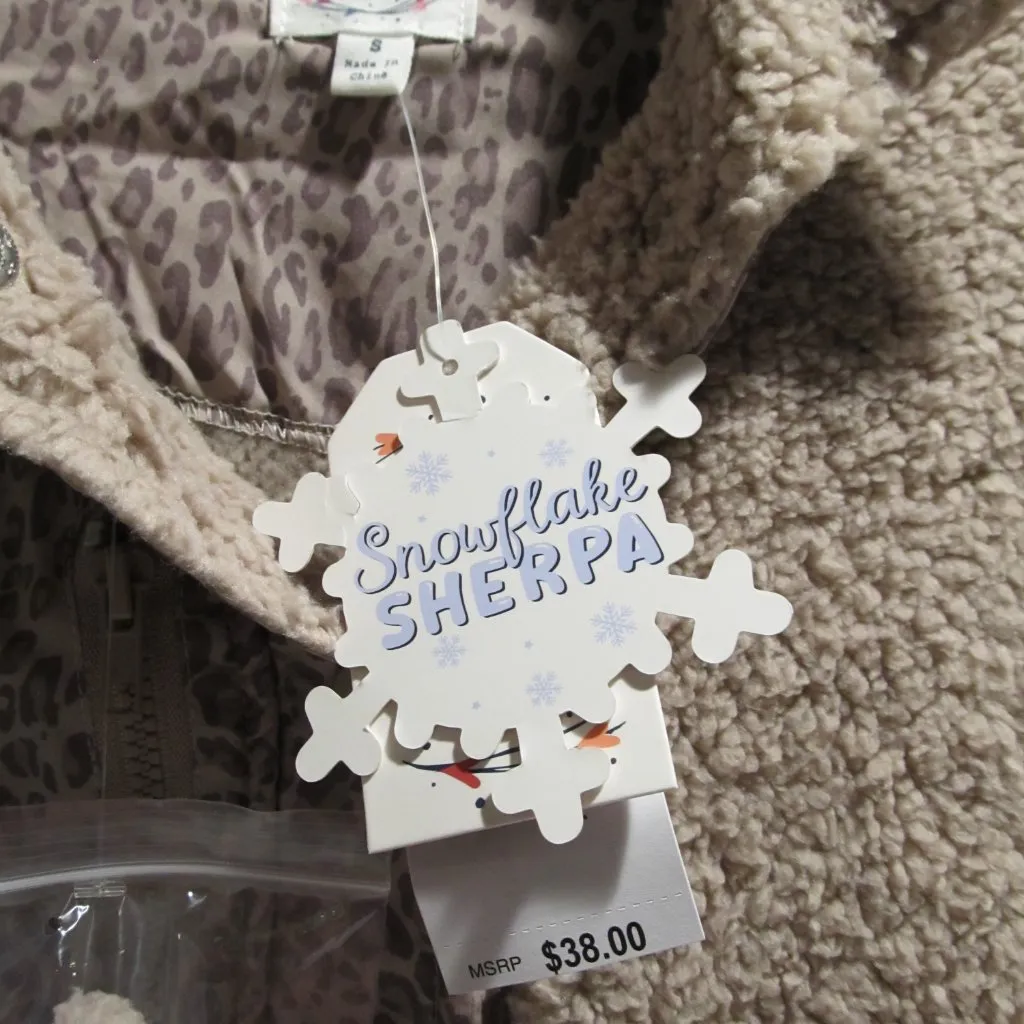 S
Made in
China
Snowflake
SHERPA
MSRP $38.00